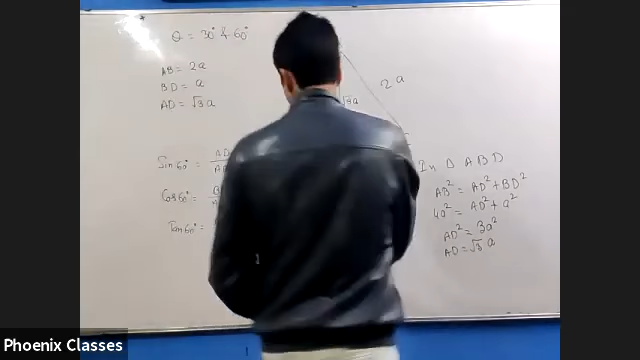 θ = 30° & 60°
AB = 2a
BD = a
AD = √3 a
2a
√3a
Sin 60° = AD
Cos 60° = B
Tan 60° =
In Δ ABD
AB² = AD² + BD²
4a² = AD² + a²
AD² = 3a²
AD = √3 a
Phoenix Classes